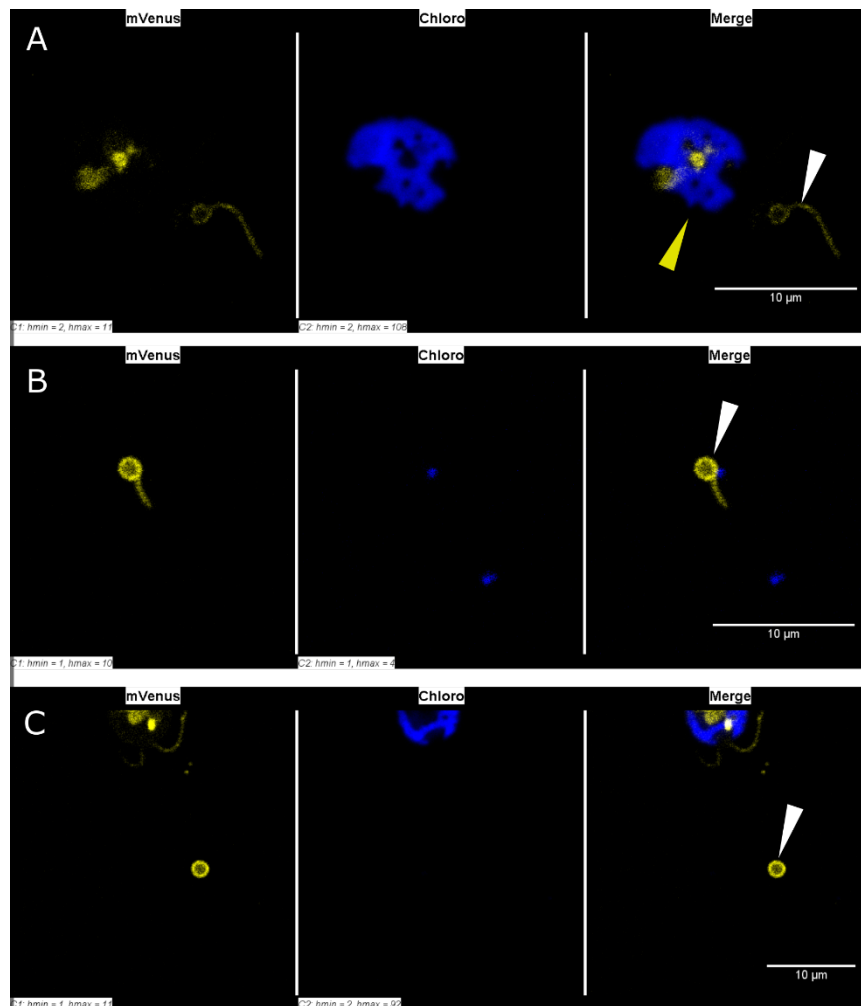 A
mVenus Chloro Merge
10 µm
C1: hmin = 2, hmax = 11 C2: hmin = 2, hmax = 108
B
mVenus Chloro Merge
10 µm
C1: hmin = 1, hmax = 10 C2: hmin = 1, hmax = 4
C
mVenus Chloro Merge
10 µm
C1: hmin = 1, hmax = 11 C2: hmin = 2, hmax = 92